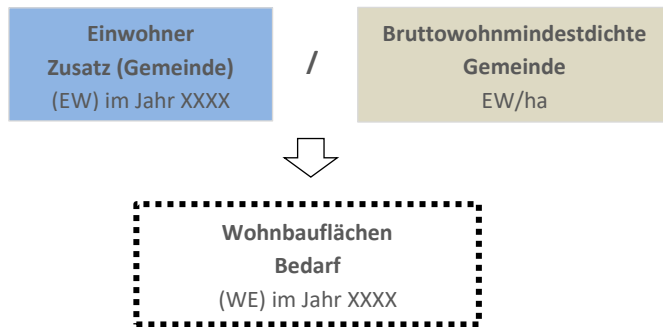 Einwohner
Zusatz (Gemeinde)
(EW) im Jahr XXXX
/
Bruttowohnmindestdichte
Gemeinde
EW/ha
Wohnbauflächen
Bedarf
(WE) im Jahr XXXX